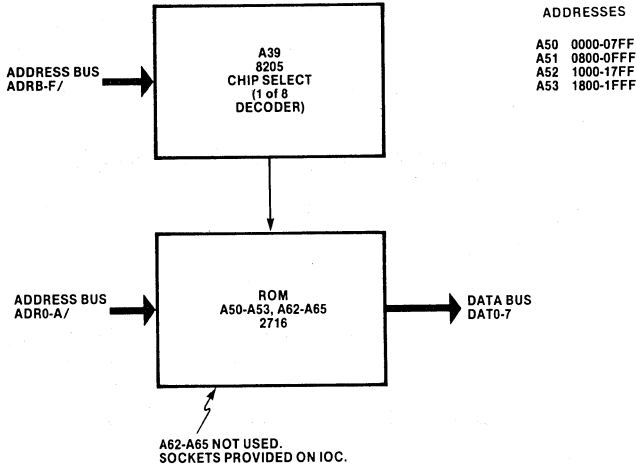 ADDRESSES
A50 0000-07FF
A51 0800-0FFF
A52 1000-17FF
A53 1800-1FFF
A39
8205
CHIP SELECT
(1 of 8
DECODER)
ADDRESS BUS
ADRB-F/
ROM
A50-A53, A62-A65
2716
ADDRESS BUS
ADR0-A/
DATA BUS
DAT0-7
A62-A65 NOT USED.
SOCKETS PROVIDED ON IOC.